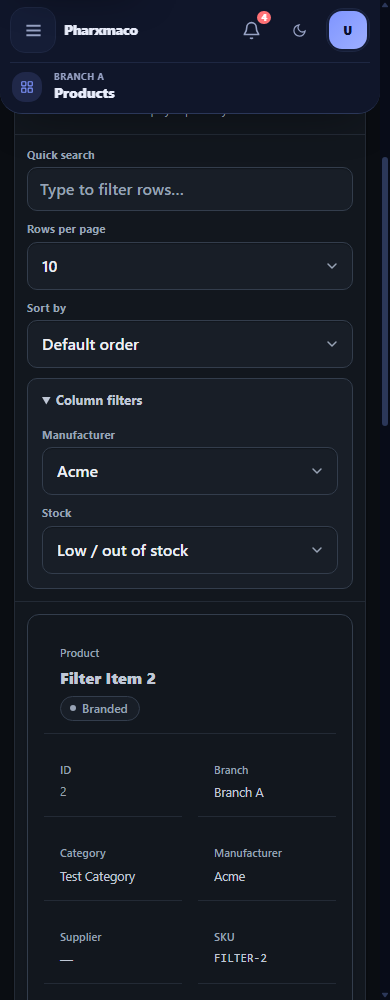 Pharxmaco
4
U
BRANCH A
Products
Quick search
Type to filter rows...
Rows per page
10
Sort by
Default order
▼ Column filters
Manufacturer
Acme
Stock
Low / out of stock
Product
Filter Item 2
Branded
ID
Branch
2
Branch A
Category
Manufacturer
Test Category
Acme
Supplier
SKU
—
FILTER-2